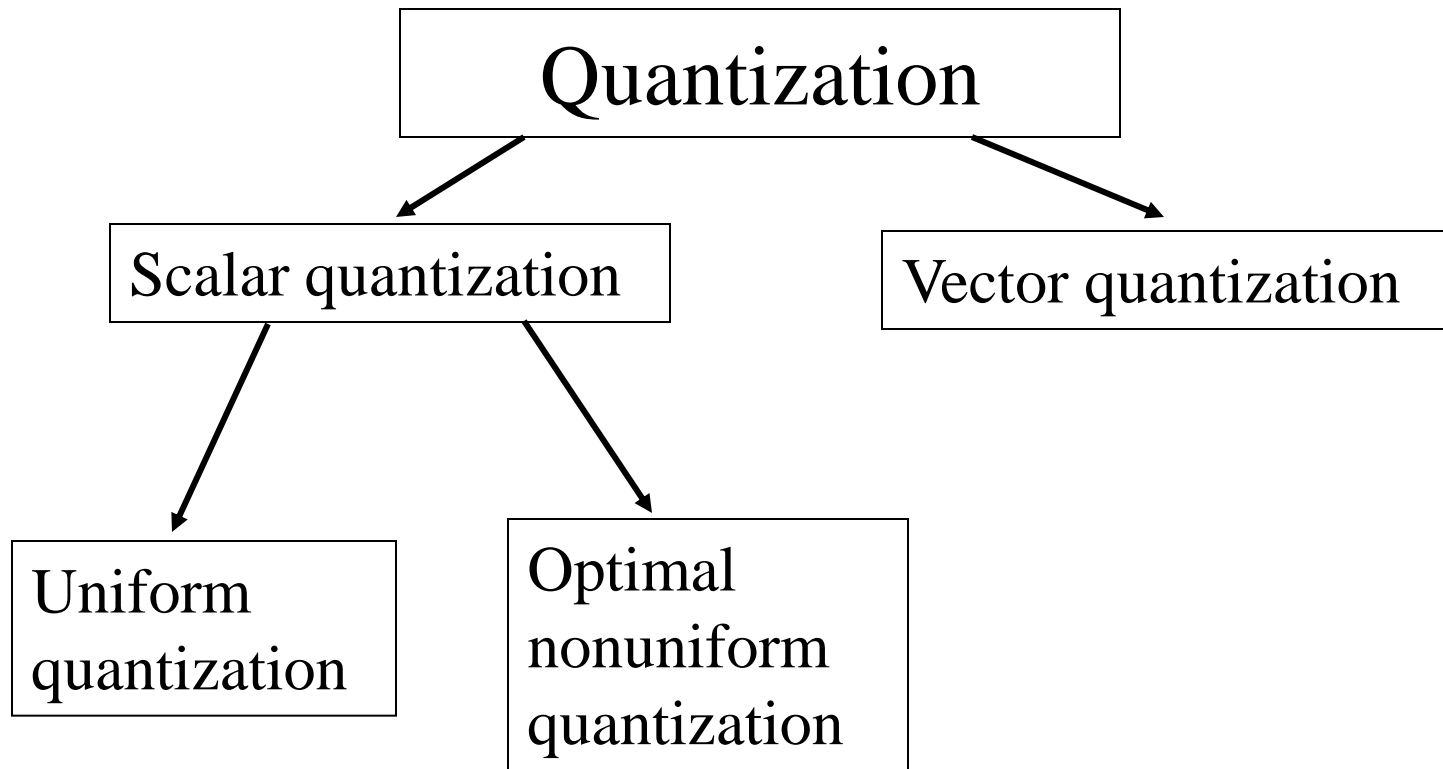 Quantization
Scalar quantization
Vector quantization
Uniform
quantization
Optimal
nonuniform
quantization